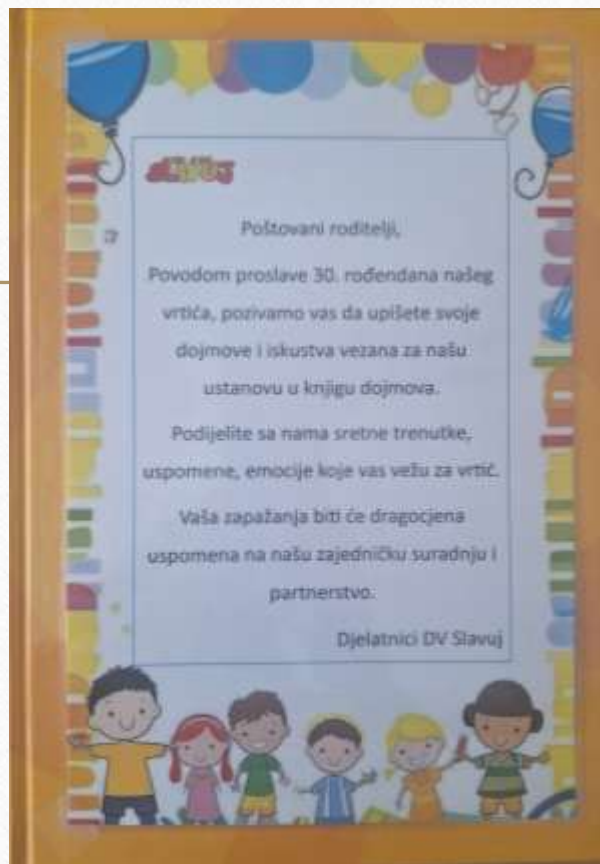 Poštovani roditelji,
Povodom proslave 30. rođendana našeg
vrtića, pozivamo vas da upišete svoje
dojmove i iskustva vezana za našu
ustanovu u knjigu dojmova.
Podijelite sa nama sretne trenutke,
uspomene, emocije koje vas vežu za vrtić.
Vaša zapažanja biti će dragocjena
uspomena na našu zajedničku suradnju i
partnerstvo.
Djelatnici DV Slavuj